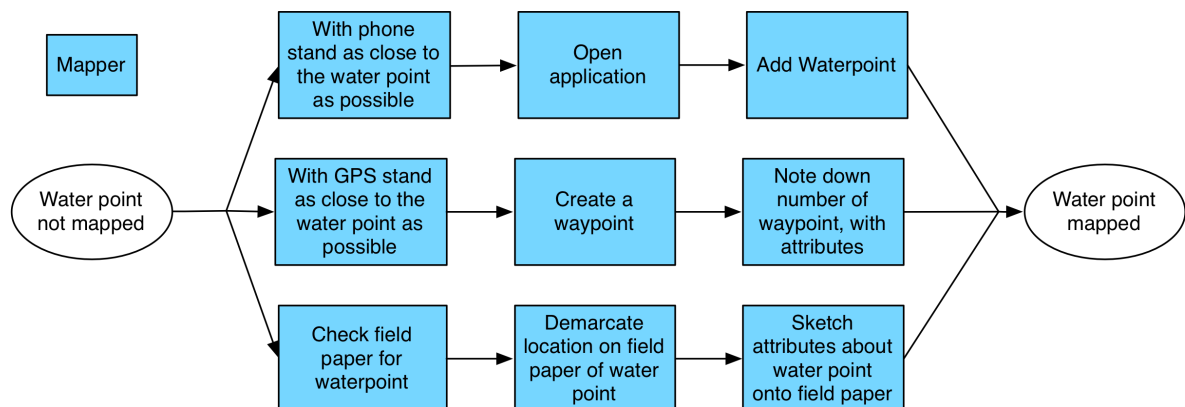 Mapper
With phone
stand as close to
the water point
as possible
Open
application
Add Waterpoint
Water point
not mapped
With GPS stand
as close to the
water point as
possible
Create a
waypoint
Note down
number of
waypoint, with
attributes
Water point
mapped
Check field
paper for
waterpoint
Demarcate
location on field
paper of water
point
Sketch
attributes about
water point
onto field paper